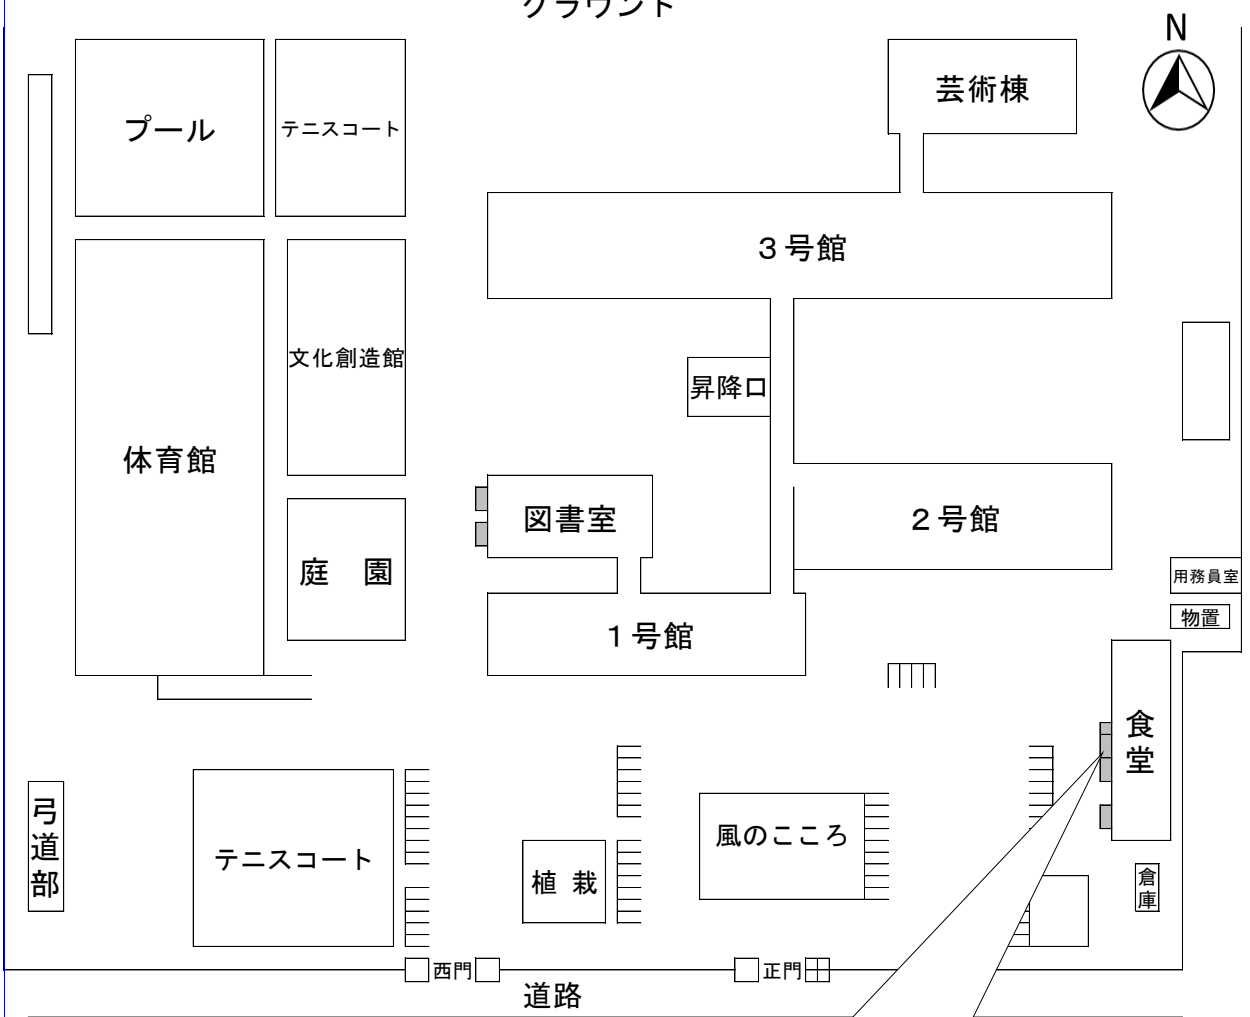 グラウンド
N
芸術棟
プール
テニスコート
３号館
文化創造館
昇降口
体育館
図書室
２号館
庭　園
用務員室
物置
１号館
食堂
弓道部
風のこころ
テニスコート
植 栽
倉庫
西門
正門
道路